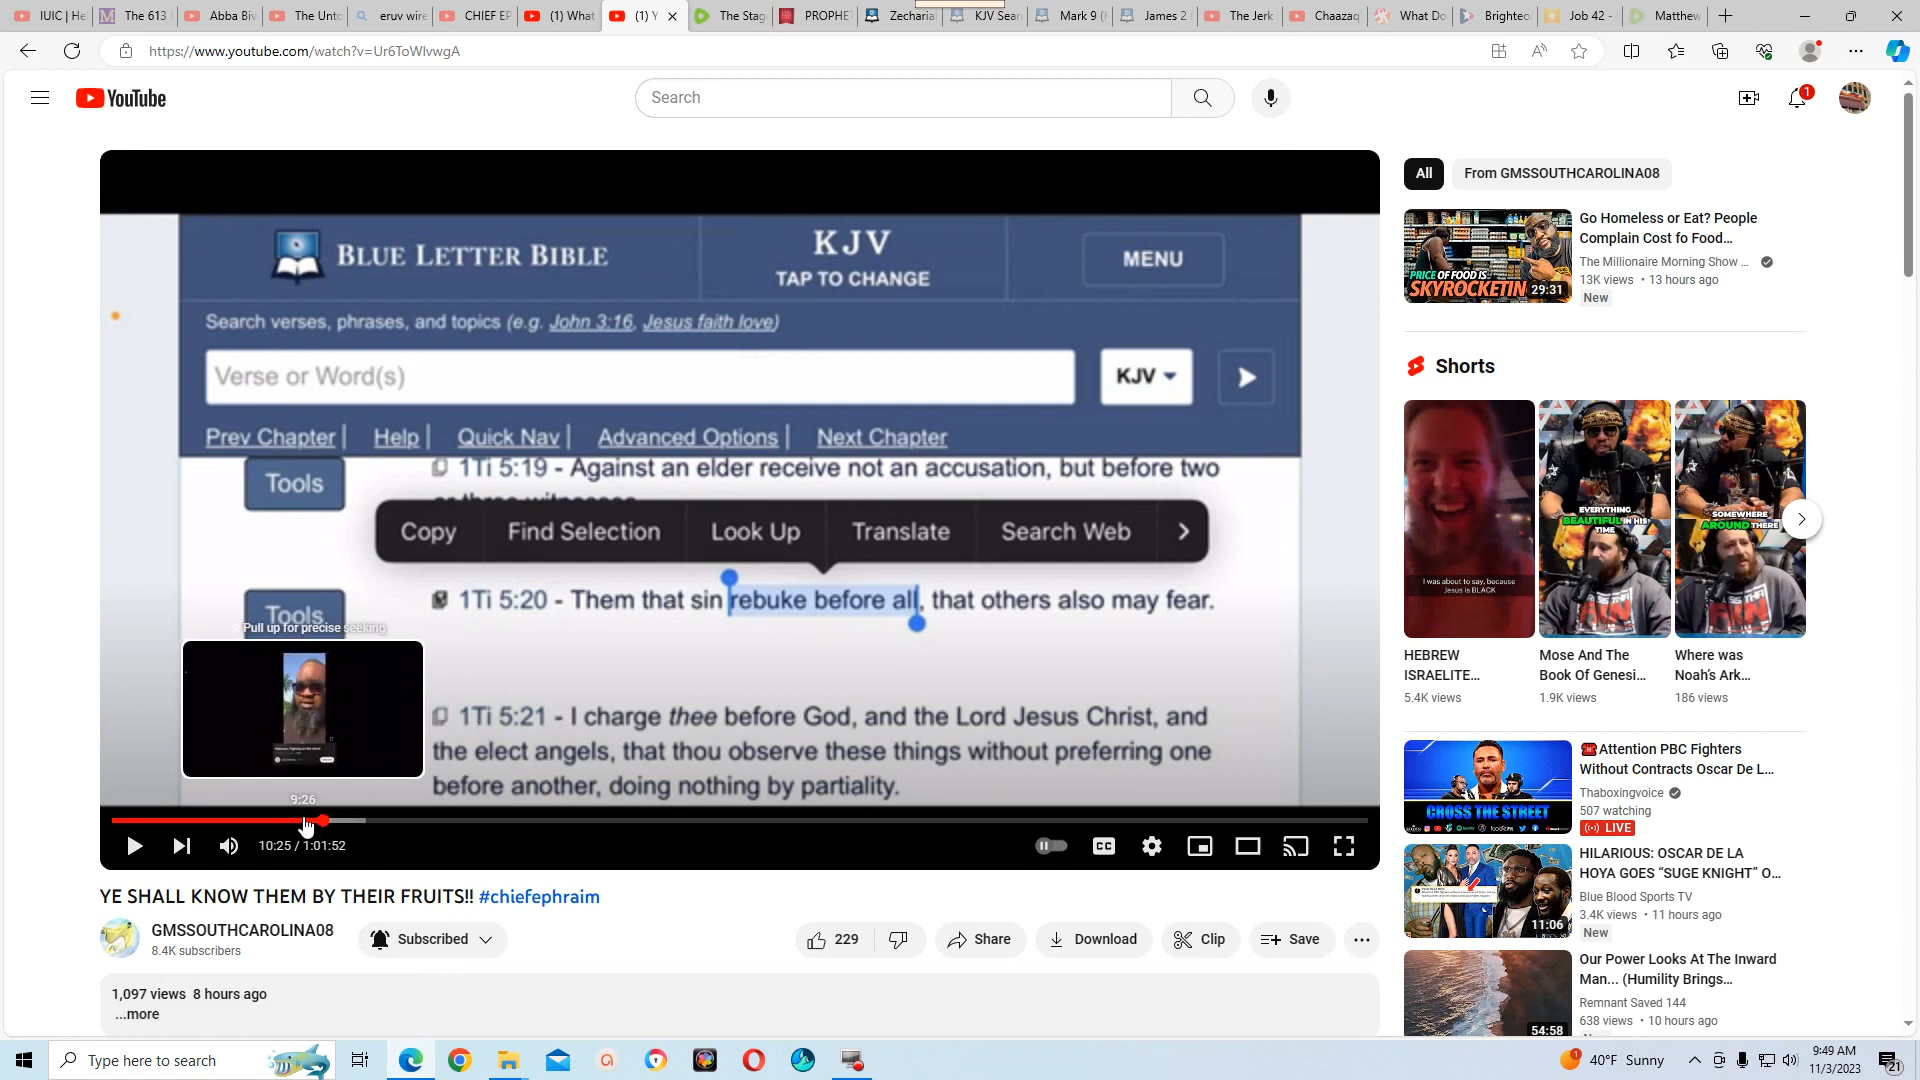 IUIC | He
The 613
Abba Biv
The Unto
eruv wire
CHIEF EP
(1) What
(1) Y
The Stag
PROPHE
Zecharia
KJV Sear
Mark 9 (
James 2
The Jerk
Chaazaq
What Do
Brighteo
Job 42 -
Matthew
https://www.youtube.com/watch?v=Ur6ToWlvwgA
YouTube
Search
1
BLUE LETTER BIBLE
KJV
TAP TO CHANGE
MENU
Search verses, phrases, and topics (e.g. John 3:16, Jesus faith love)
Verse or Word(s)
KJV
Prev Chapter | Help | Quick Nav | Advanced Options | Next Chapter
Tools
1Ti 5:19 - Against an elder receive not an accusation, but before two
Copy Find Selection Look Up Translate Search Web
Tools
1Ti 5:20 - Them that sin rebuke before all, that others also may fear.
Pull up for precise seeking
1Ti 5:21 - I charge thee before God, and the Lord Jesus Christ, and
the elect angels, that thou observe these things without preferring one
before another, doing nothing by partiality.
9:26
10:25 / 1:01:52
CC
YE SHALL KNOW THEM BY THEIR FRUITS!! #chiefephraim
GMSSOUTHCAROLINA08
8.4K subscribers
Subscribed
229
Share
Download
Clip
Save
1,097 views 8 hours ago
...more
All
From GMSSOUTHCAROLINA08
PRICE OF FOOD IS
SKYROCKETIN
29:31
Go Homeless or Eat? People
Complain Cost fo Food...
The Millionaire Morning Show ...
13K views • 13 hours ago
New
Shorts
I was about to say, because
Jesus is BLACK
EVERYTHING
BEAUTIFUL IN HIS
TIME
SOMEWHERE
AROUND THERE
HEBREW
ISRAELITE...
5.4K views
Mose And The
Book Of Genesi...
1.9K views
Where was
Noah's Ark...
186 views
CROSS THE STREET
Attention PBC Fighters
Without Contracts Oscar De L...
Thaboxingvoice
507 watching
LIVE
11:06
HILARIOUS: OSCAR DE LA
HOYA GOES “SUGE KNIGHT” O...
Blue Blood Sports TV
3.4K views • 11 hours ago
New
54:58
Our Power Looks At The Inward
Man... (Humility Brings...
Remnant Saved 144
638 views • 10 hours ago
Type here to search
1
40°F Sunny
9:49 AM
11/3/2023
21